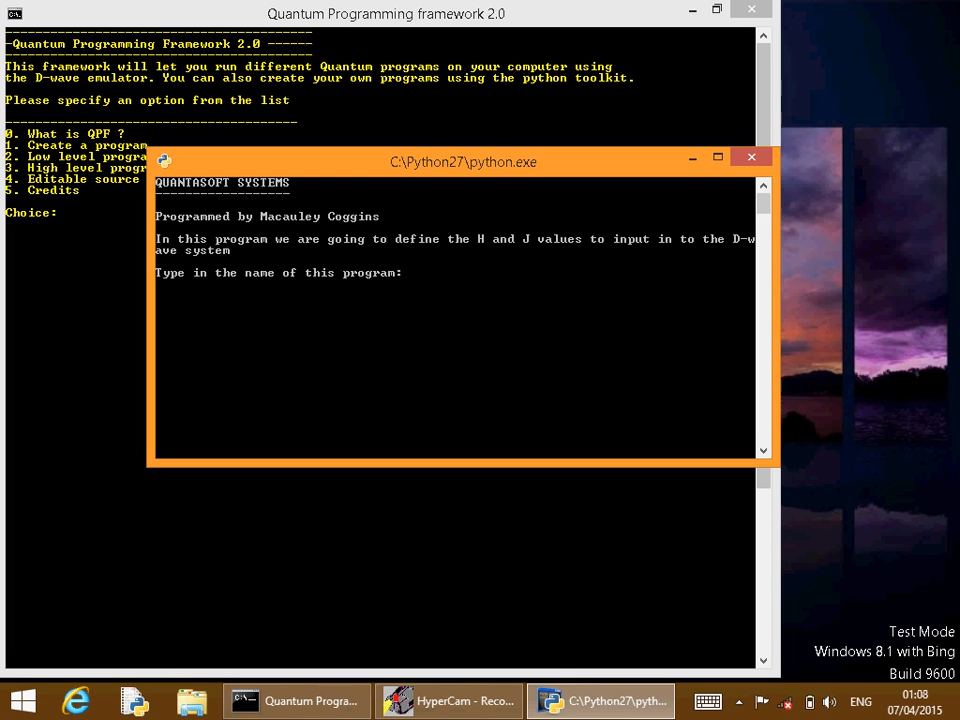 Quantum Programming framework 2.0
-Quantum Programming Framework 2.0 ------
This framework will let you run different Quantum programs on your computer using
the D-wave emulator. You can also create your own programs using the python toolkit.
Please specify an option from the list
0. What is QPF ?
1. Create a program
2. Low level progra
3. High level progr
4. Editable source
5. Credits
Choice:
C:\Python27\python.exe
QUANTASOFT SYSTEMS
------------------
Programmed by Macauley Coggins
In this program we are going to define the H and J values to input in to the D-w
ave system
Type in the name of this program:
Test Mode
Windows 8.1 with Bing
Build 9600
Quantum Progra...
HyperCam - Reco...
C:\Python27\pyth...
ENG
01:08
07/04/2015